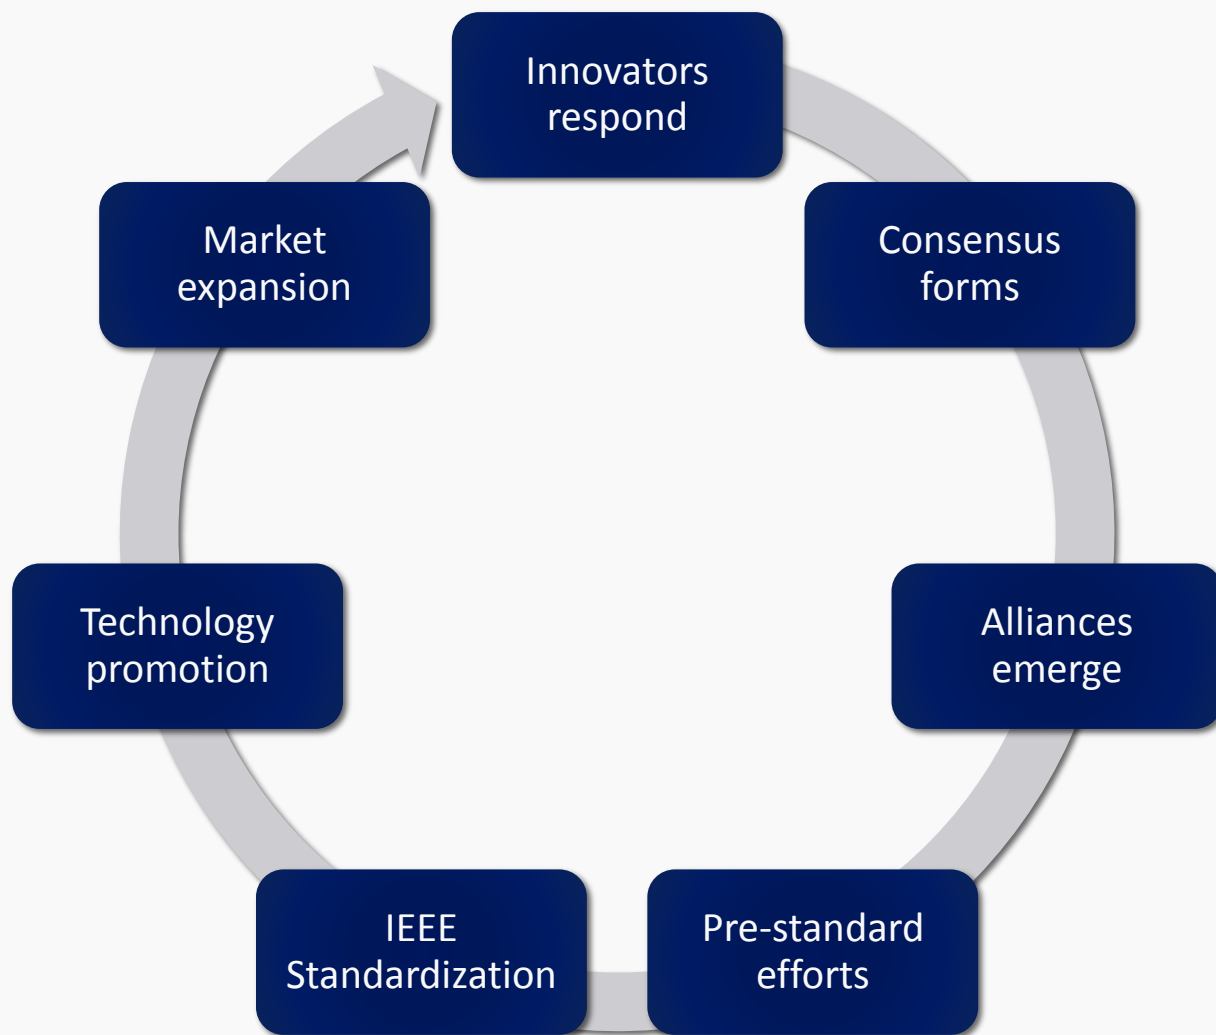 Innovators
respond
Consensus
forms
Alliances
emerge
Pre-standard
efforts
IEEE
Standardization
Technology
promotion
Market
expansion